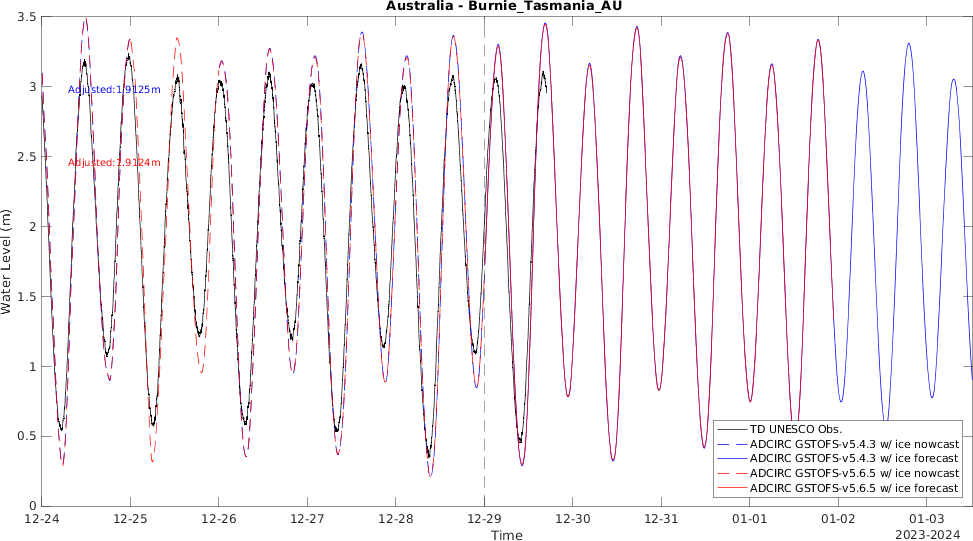 Australia - Burnie_Tasmania_AU
3.5
3
2.5
2
1.5
1
0.5
0
Water Level (m)
Adjusted:1.9125m
Adjusted:1.9124m
TD UNESCO Obs.
ADCIRC GSTOFS-v5.4.3 w/ ice nowcast
ADCIRC GSTOFS-v5.4.3 w/ ice forecast
ADCIRC GSTOFS-v5.6.5 w/ ice nowcast
ADCIRC GSTOFS-v5.6.5 w/ ice forecast
12-24 12-25 12-26 12-27 12-28 12-29 12-30 12-31 01-01 01-02 01-03
Time
2023-2024